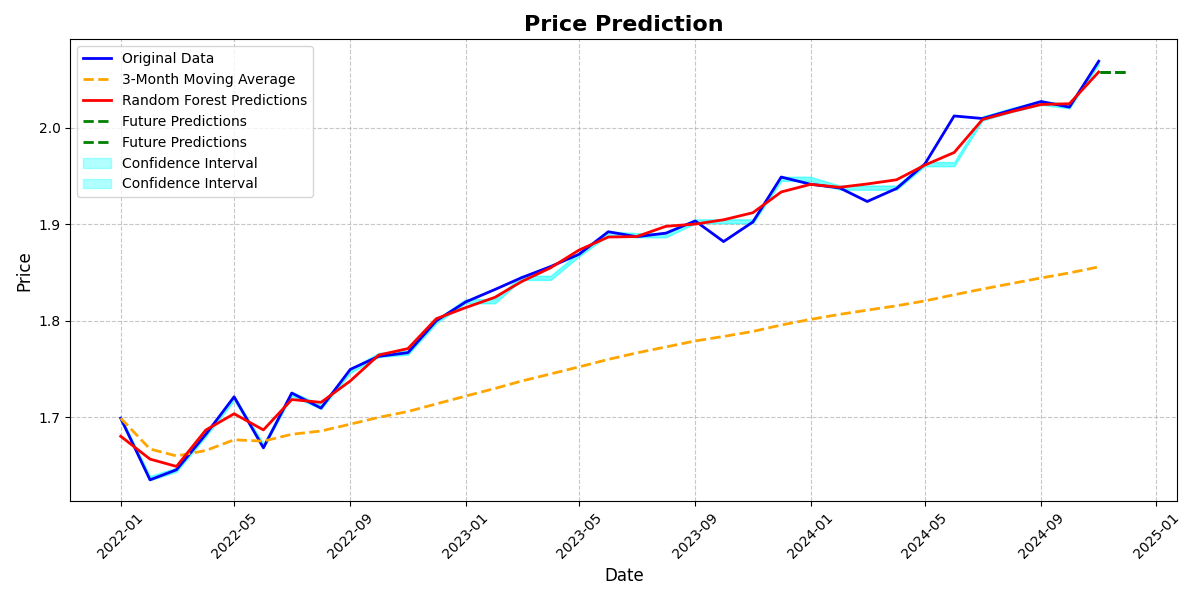 Price Prediction
Original Data
3-Month Moving Average
Random Forest Predictions
Future Predictions
Future Predictions
Confidence Interval
Confidence Interval
Price
2.0
1.9
1.8
1.7
2022-01
2022-05
2022-09
2023-01
2023-05
2023-09
2024-01
2024-05
2024-09
2025-01
Date